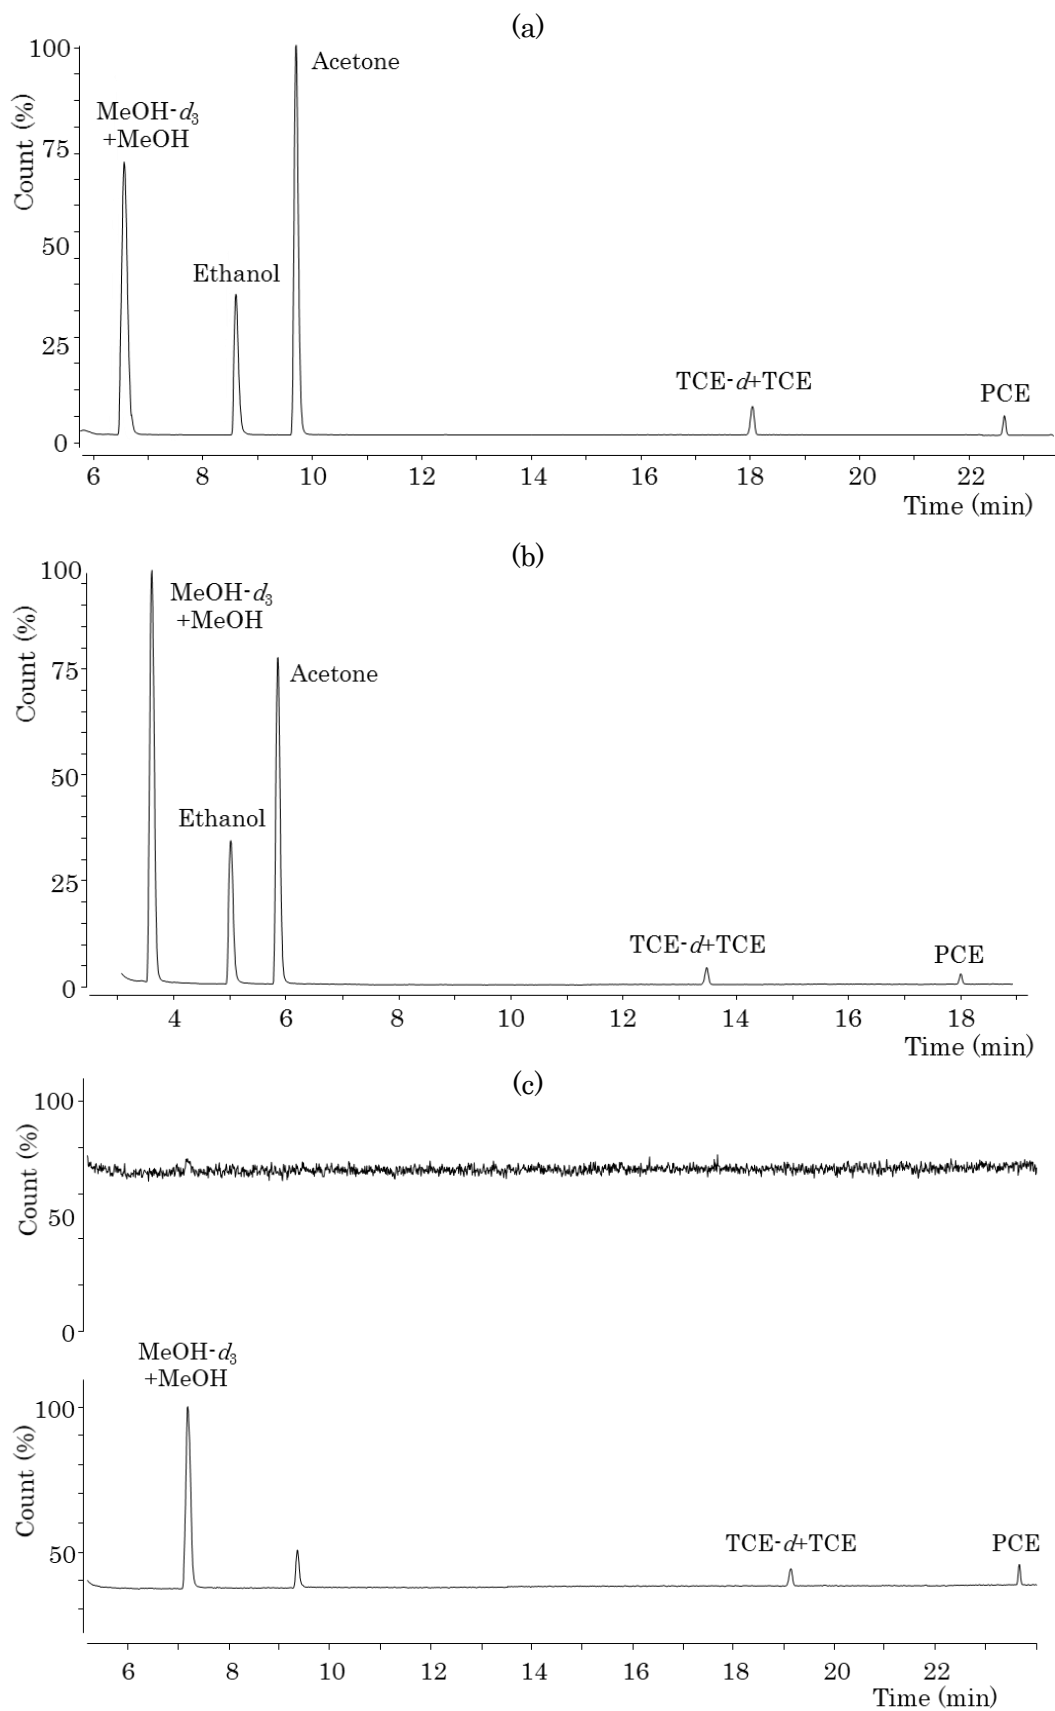 (a)
100
Acetone
MeOH-d3
+MeOH
75
Count (%)
50
Ethanol
25
TCE-d+TCE
PCE
0
6 8 10 12 14 16 18 20 22
Time (min)
(b)
100
MeOH-d3
+MeOH
Count (%)
75
Acetone
50
Ethanol
25
TCE-d+TCE
PCE
0
4 6 8 10 12 14 16 18
Time (min)
(c)
100
Count (%)
50
0
MeOH-d3
+MeOH
100
Count (%)
50
TCE-d+TCE
PCE
6 8 10 12 14 16 18 20 22
Time (min)